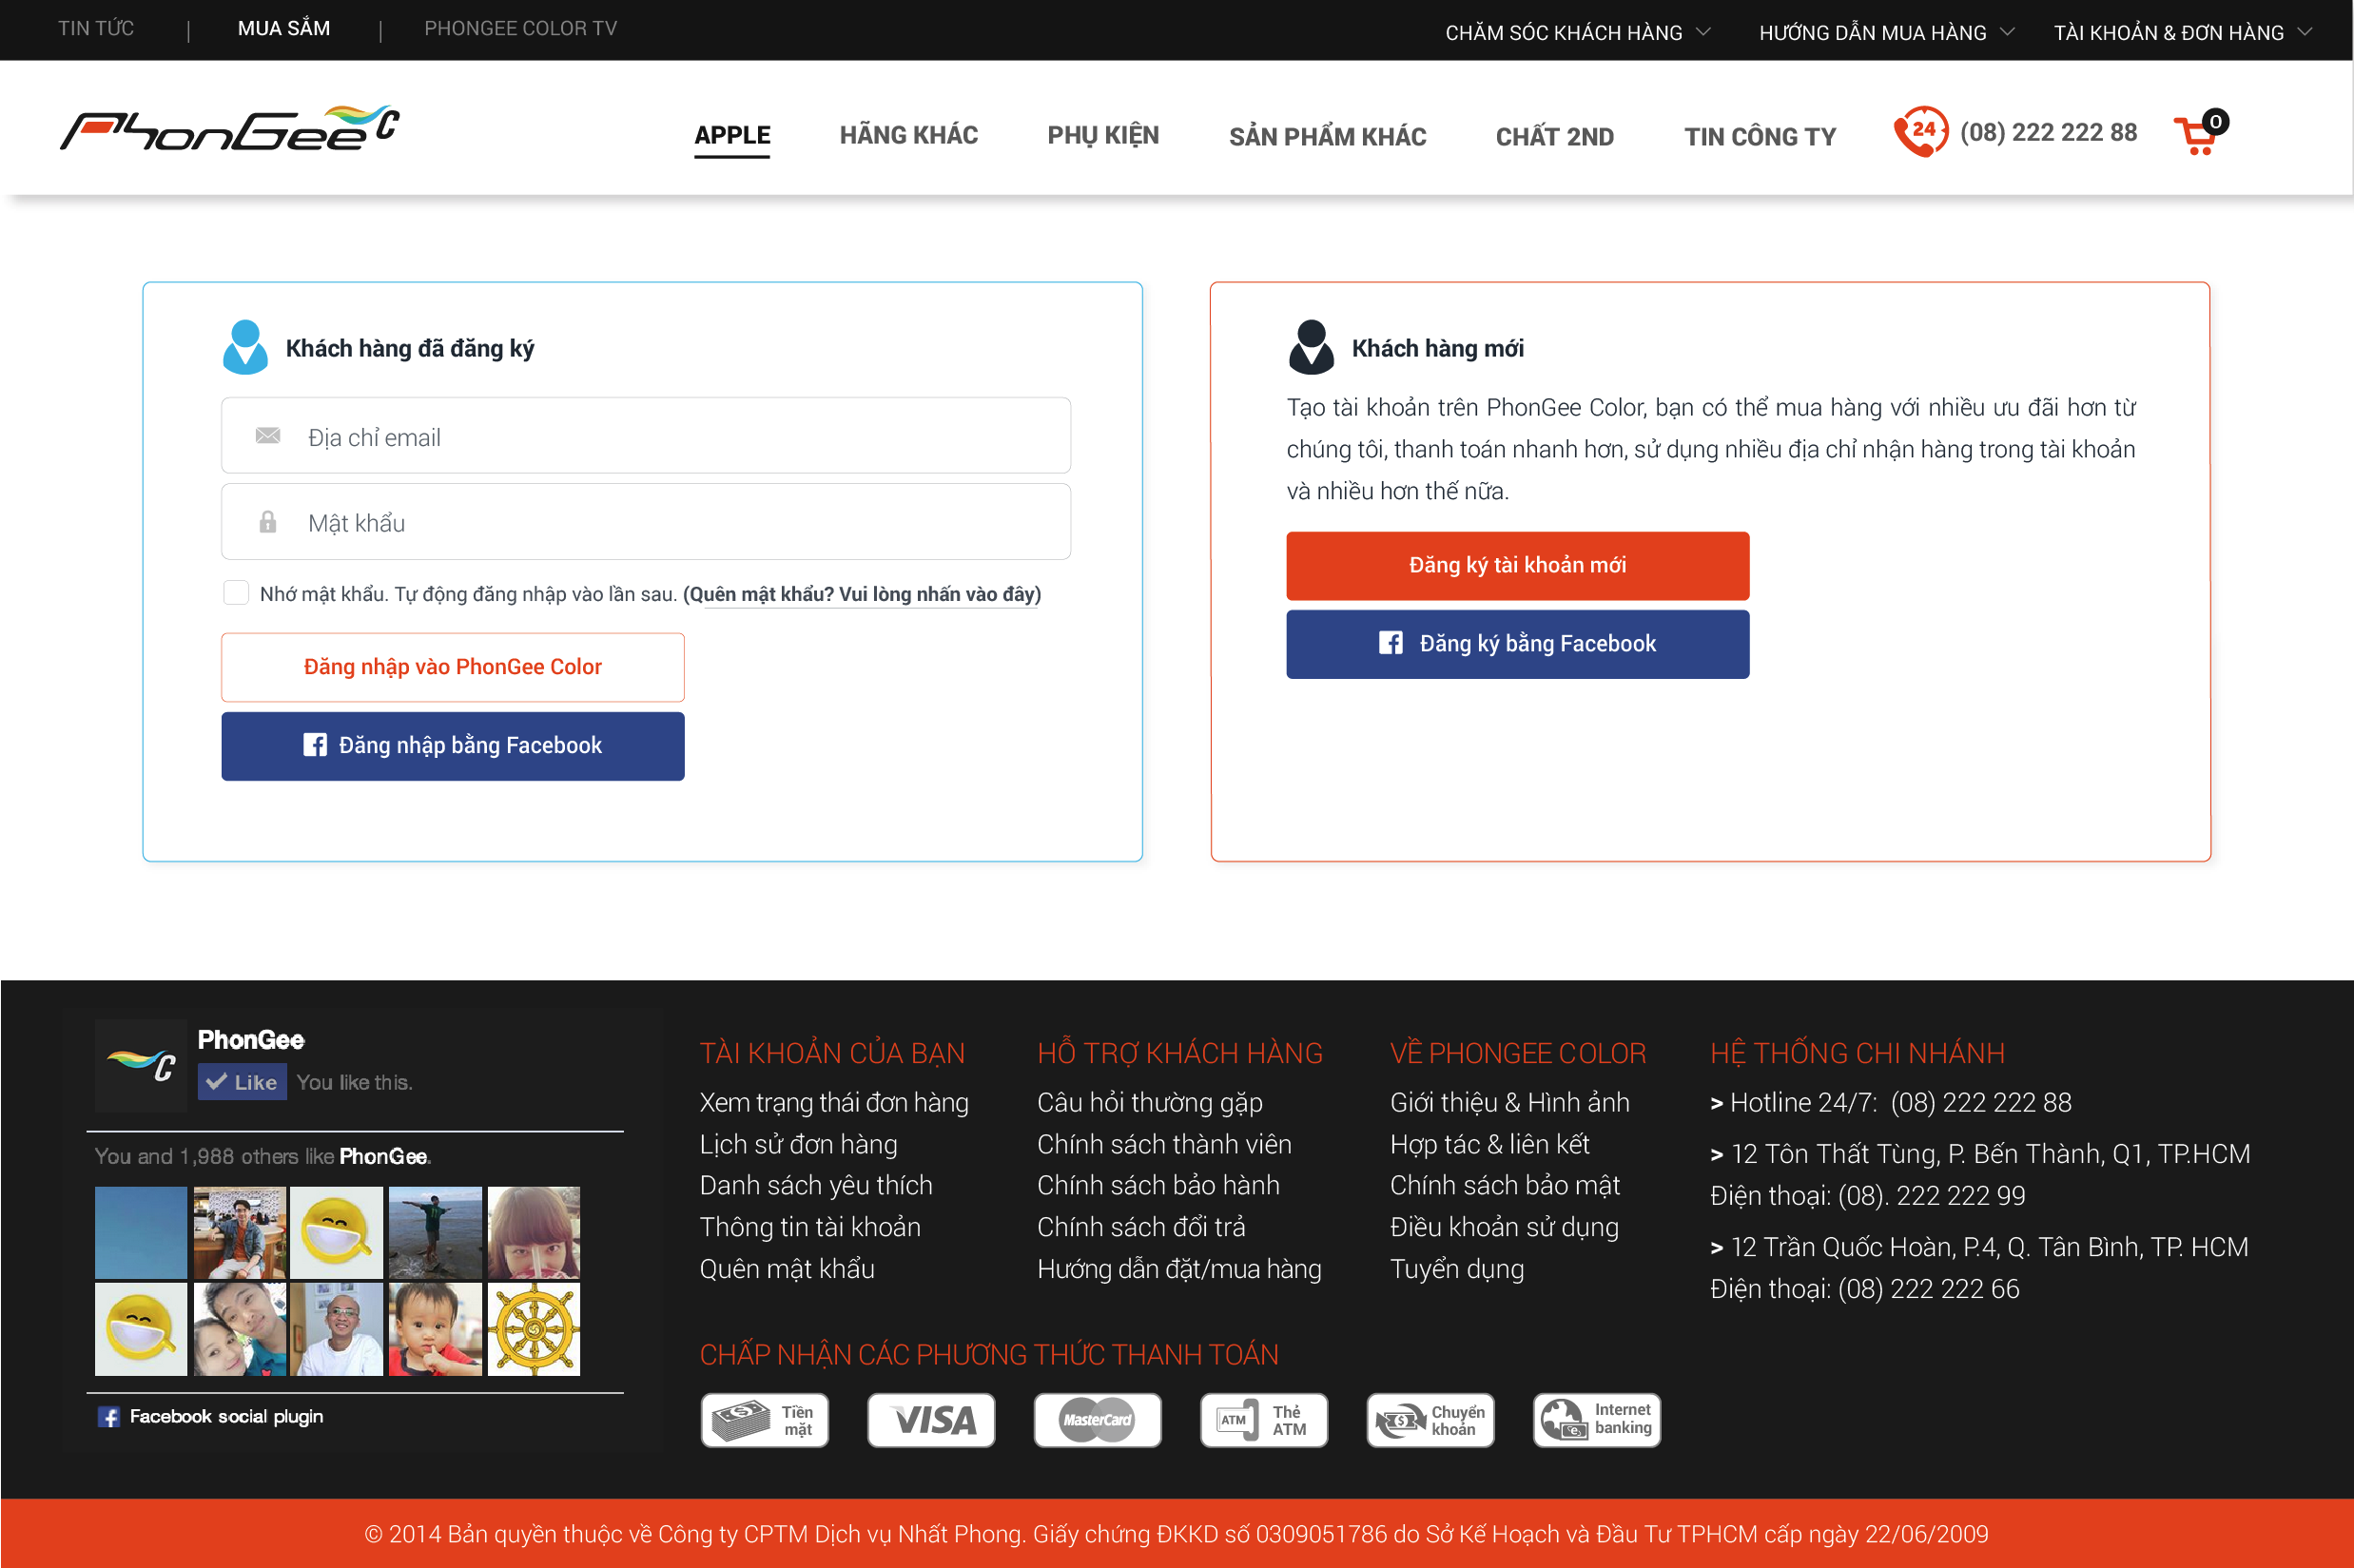 TIN TỨC | MUA SẮM | PHONGEE COLOR TV
CHĂM SÓC KHÁCH HÀNG HƯỚNG DẪN MUA HÀNG TÀI KHOẢN & ĐƠN HÀNG
PhonGee C
APPLE HÃNG KHÁC PHỤ KIỆN SẢN PHẨM KHÁC CHẤT 2ND TIN CÔNG TY 24 (08) 222 222 88 0
Khách hàng đã đăng ký
Địa chỉ email
Mật khẩu
Nhớ mật khẩu. Tự động đăng nhập vào lần sau. (Quên mật khẩu? Vui lòng nhấn vào đây)
Đăng nhập vào PhonGee Color
Đăng nhập bằng Facebook
Khách hàng mới
Tạo tài khoản trên PhonGee Color, bạn có thể mua hàng với nhiều ưu đãi hơn từ
chúng tôi, thanh toán nhanh hơn, sử dụng nhiều địa chỉ nhận hàng trong tài khoản
và nhiều hơn thế nữa.
Đăng ký tài khoản mới
Đăng ký bằng Facebook
C
PhonGee
Like You like this.
You and 1,988 others like PhonGee.
Facebook social plugin
TÀI KHOẢN CỦA BẠN
Xem trạng thái đơn hàng
Lịch sử đơn hàng
Danh sách yêu thích
Thông tin tài khoản
Quên mật khẩu
HỖ TRỢ KHÁCH HÀNG
Câu hỏi thường gặp
Chính sách thành viên
Chính sách bảo hành
Chính sách đổi trả
Hướng dẫn đặt/mua hàng
VỀ PHONGEE COLOR
Giới thiệu & Hình ảnh
Hợp tác & liên kết
Chính sách bảo mật
Điều khoản sử dụng
Tuyển dụng
HỆ THỐNG CHI NHÁNH
> Hotline 24/7: (08) 222 222 88
> 12 Tôn Thất Tùng, P. Bến Thành, Q1, TP.HCM
Điện thoại: (08). 222 222 99
> 12 Trần Quốc Hoàn, P.4, Q. Tân Bình, TP. HCM
Điện thoại: (08) 222 222 66
CHẤP NHẬN CÁC PHƯƠNG THỨC THANH TOÁN
Tiền
mặt
VISA
MasterCard
ATM
Thẻ
ATM
Chuyển
khoản
Internet
banking
© 2014 Bản quyền thuộc về Công ty CPTM Dịch vụ Nhất Phong. Giấy chứng ĐKKD số 0309051786 do Sở Kế Hoạch và Đầu Tư TPHCM cấp ngày 22/06/2009